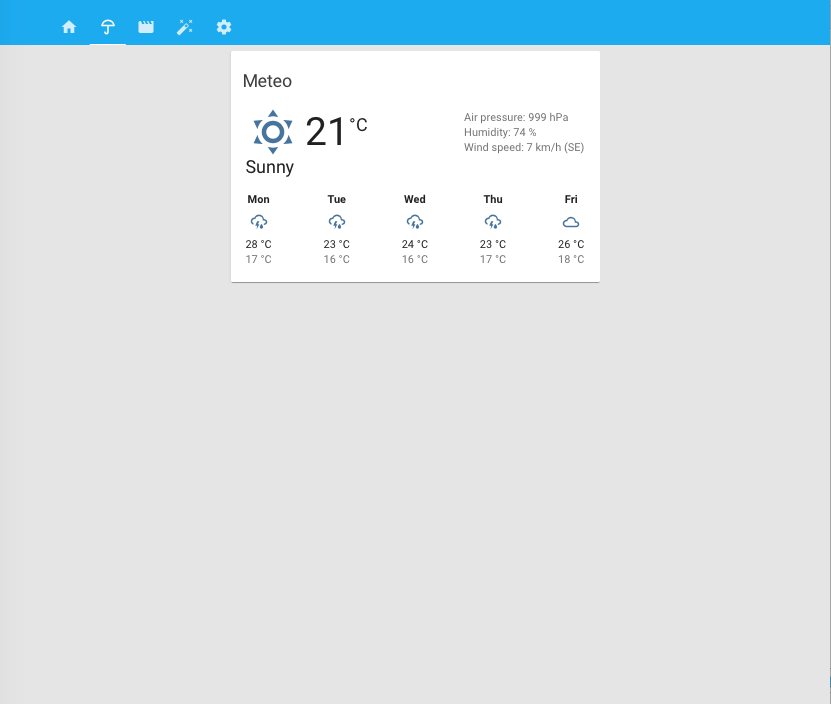 Meteo
21 °C
Sunny
Air pressure: 999 hPa
Humidity: 74 %
Wind speed: 7 km/h (SE)
Mon Tue Wed Thu Fri
28 °C 23 °C 24 °C 23 °C 26 °C
17 °C 16 °C 16 °C 17 °C 18 °C